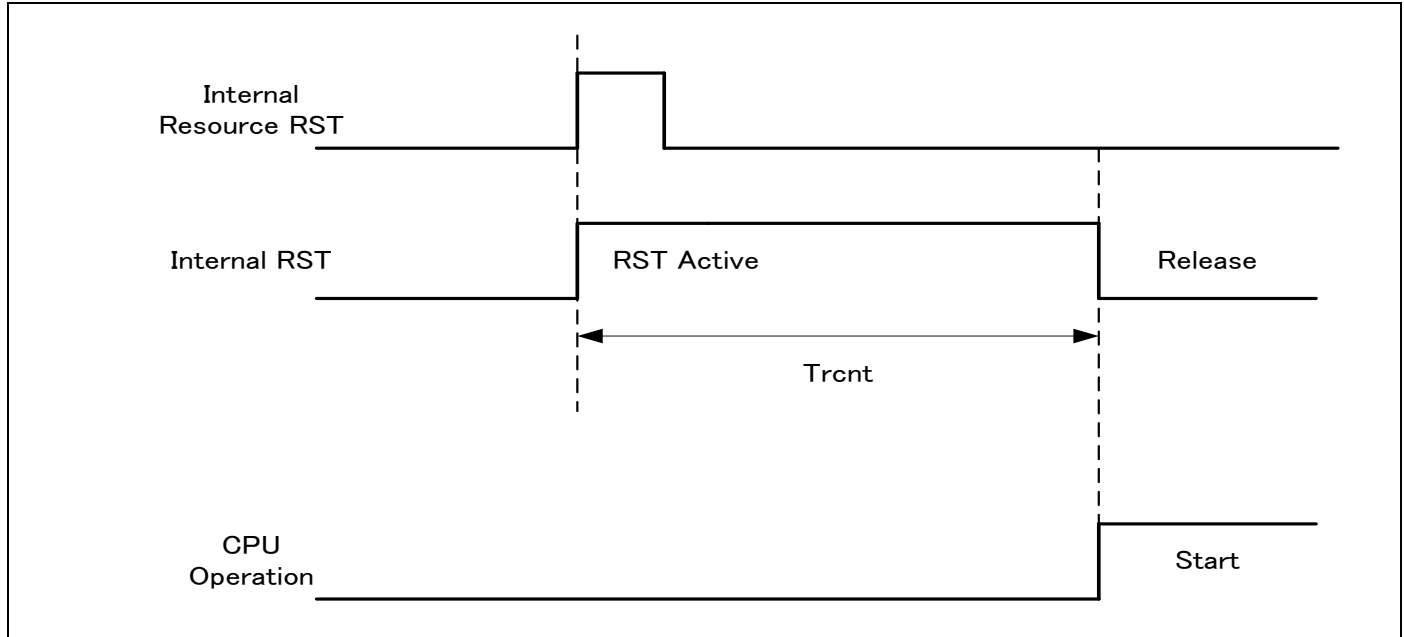 Internal
Resource RST
Internal RST
RST Active
Release
Trcnt
CPU
Operation
Start